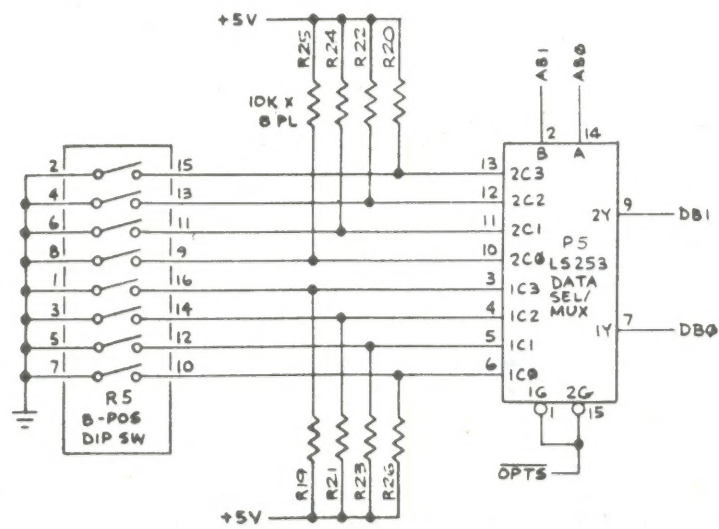 +5V
R25
R24
R22
R20
10K X
8 PL
AB1
AB0
2
14
B
A
2
15
13
2C3
4
13
12
2C2
6
11
11
2C1
8
9
10
2C0
1
16
3
1C3
3
14
4
1C2
5
12
5
1C1
7
10
6
1C0
P5
LS253
DATA
SEL/
MUX
2Y
9
DB1
1Y
7
DB0
R5
8-POS
DIP SW
1G
2G
1
15
OPTS
R19
R21
R23
R26
+5V